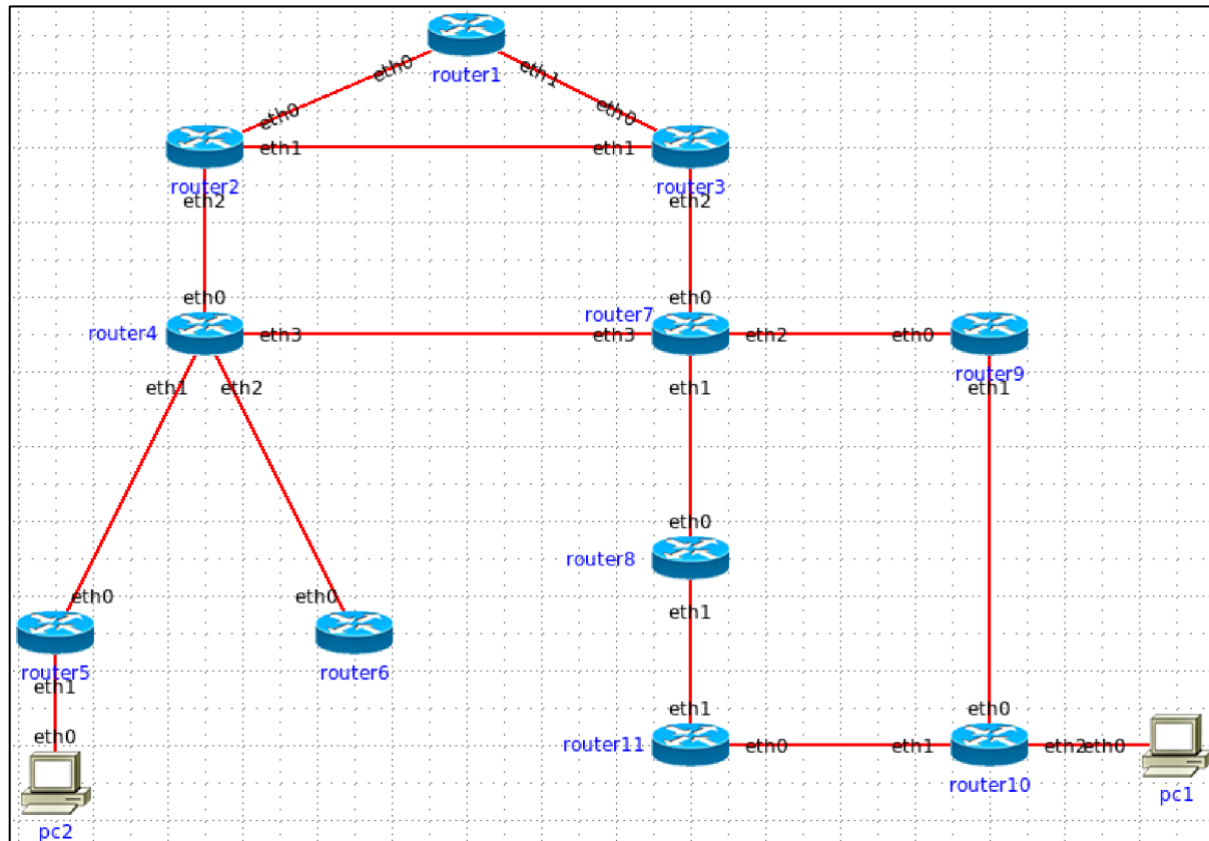 router1
eth0
eth1
eth0
eth0
router2
eth1
eth1
router3
eth2
eth2
eth0
eth0
router4
eth3
router7
eth3
eth2
eth0
router9
eth1
eth2
eth1
eth1
eth0
router8
eth0
eth0
eth1
router5
eth1
router6
eth0
pc2
eth1
router11
eth0
eth1
eth0
router10
eth2
eth0
pc1